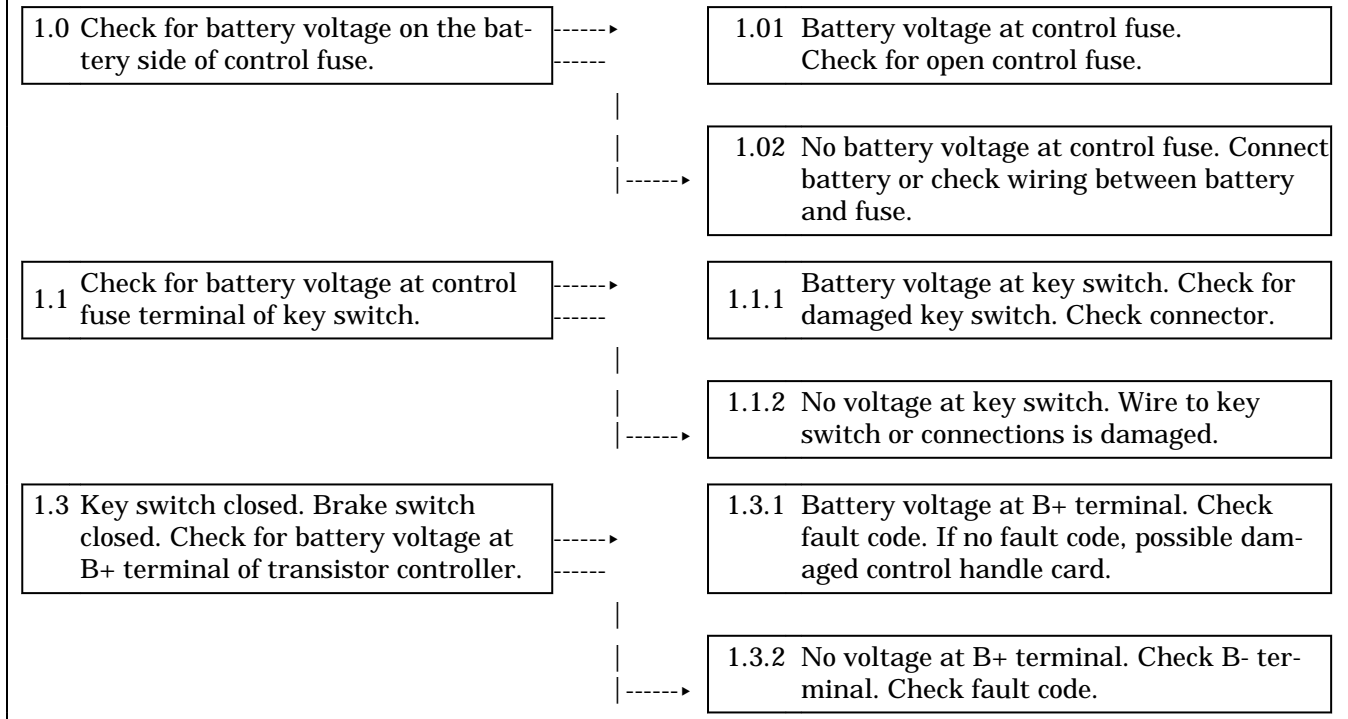 1.0 Check for battery voltage on the bat-
tery side of control fuse.
1.01 Battery voltage at control fuse.
Check for open control fuse.
1.02 No battery voltage at control fuse. Connect
battery or check wiring between battery
and fuse.
1.1 Check for battery voltage at control
fuse terminal of key switch.
1.1.1 Battery voltage at key switch. Check for
damaged key switch. Check connector.
1.1.2 No voltage at key switch. Wire to key
switch or connections is damaged.
1.3 Key switch closed. Brake switch
closed. Check for battery voltage at
B+ terminal of transistor controller.
1.3.1 Battery voltage at B+ terminal. Check
fault code. If no fault code, possible dam-
aged control handle card.
1.3.2 No voltage at B+ terminal. Check B- ter-
minal. Check fault code.